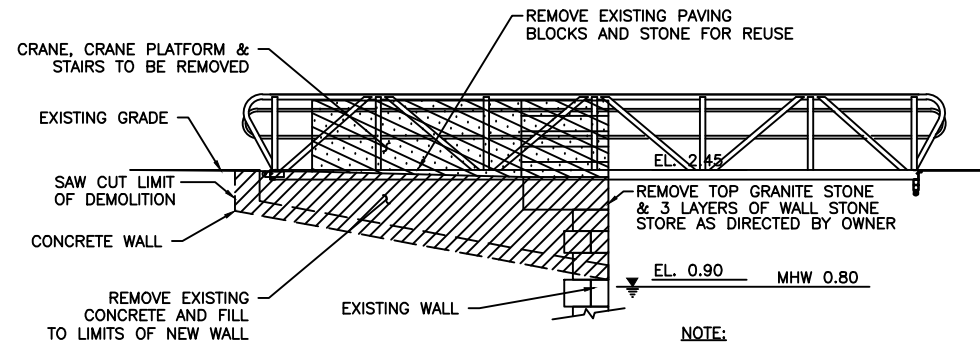 REMOVE EXISTING PAVING
BLOCKS AND STONE FOR REUSE
CRANE, CRANE PLATFORM &
STAIRS TO BE REMOVED
EXISTING GRADE
EL. 2.45
SAW CUT LIMIT
OF DEMOLITION
REMOVE TOP GRANITE STONE
& 3 LAYERS OF WALL STONE
STORE AS DIRECTED BY OWNER
CONCRETE WALL
EL. 0.90
MHW 0.80
REMOVE EXISTING
CONCRETE AND FILL
TO LIMITS OF NEW WALL
EXISTING WALL
NOTE: